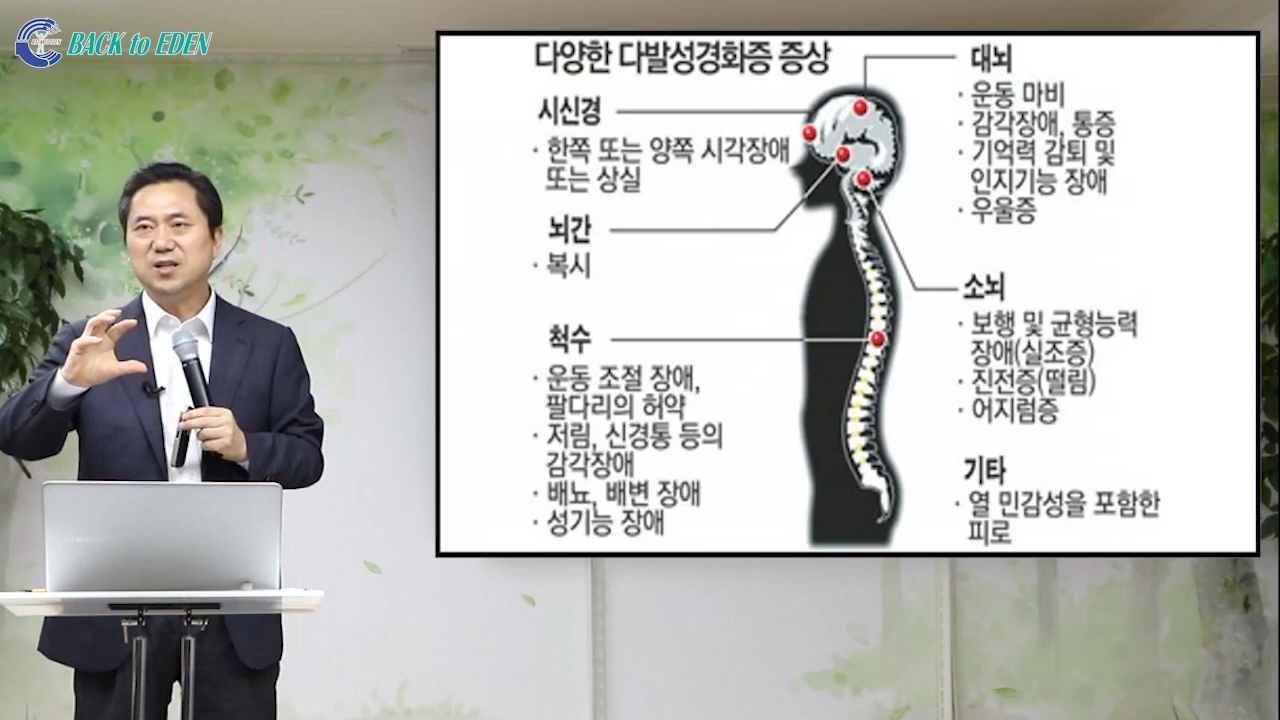 BACK to EDEN
다양한 다발성경화증 증상
시신경
· 한쪽 또는 양쪽 시각장애
또는 상실
뇌간
· 복시
척수
· 운동 조절 장애,
팔다리의 허약
· 저림, 신경통 등의
감각장애
· 배뇨, 배변 장애
· 성기능 장애
대뇌
· 운동 마비
· 감각장애, 통증
· 기억력 감퇴 및
인지기능 장애
· 우울증
소뇌
· 보행 및 균형능력
장애(실조증)
· 진전증(떨림)
· 어지럼증
기타
· 열 민감성을 포함한
피로